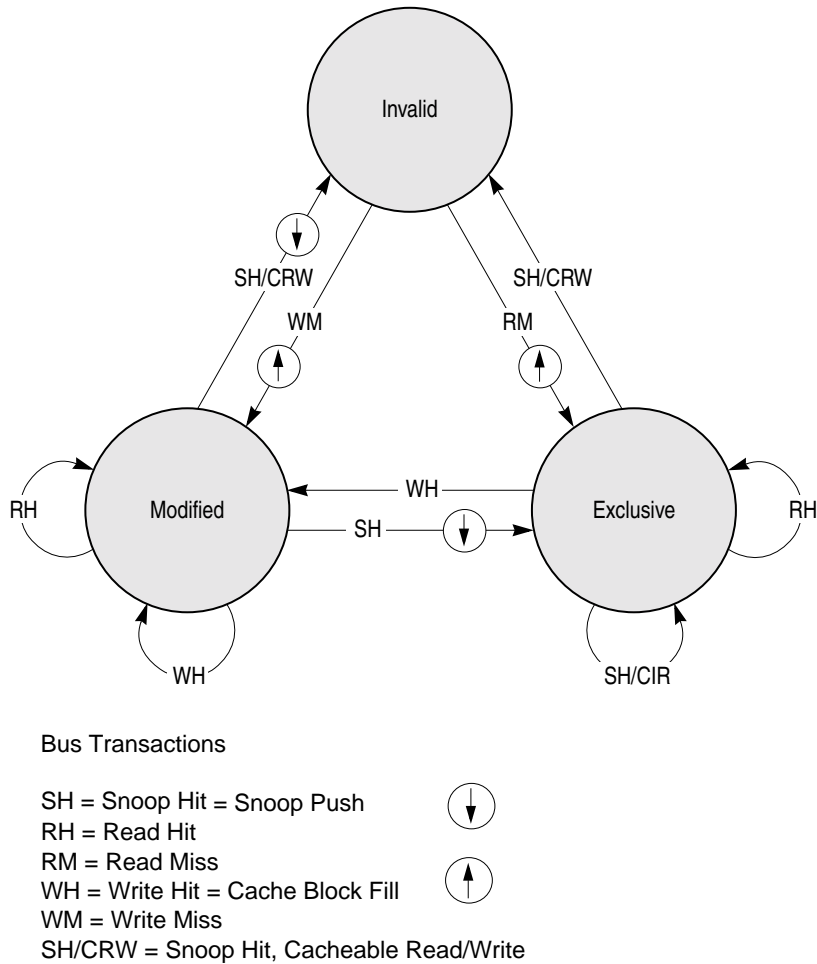 Invalid
SH/CRW
SH/CRW
WM
RM
WH
RH
Modified
Exclusive
RH
SH
WH
SH/CIR
Bus Transactions
SH = Snoop Hit = Snoop Push
RH = Read Hit
RM = Read Miss
WH = Write Hit = Cache Block Fill
WM = Write Miss
SH/CRW = Snoop Hit, Cacheable Read/Write